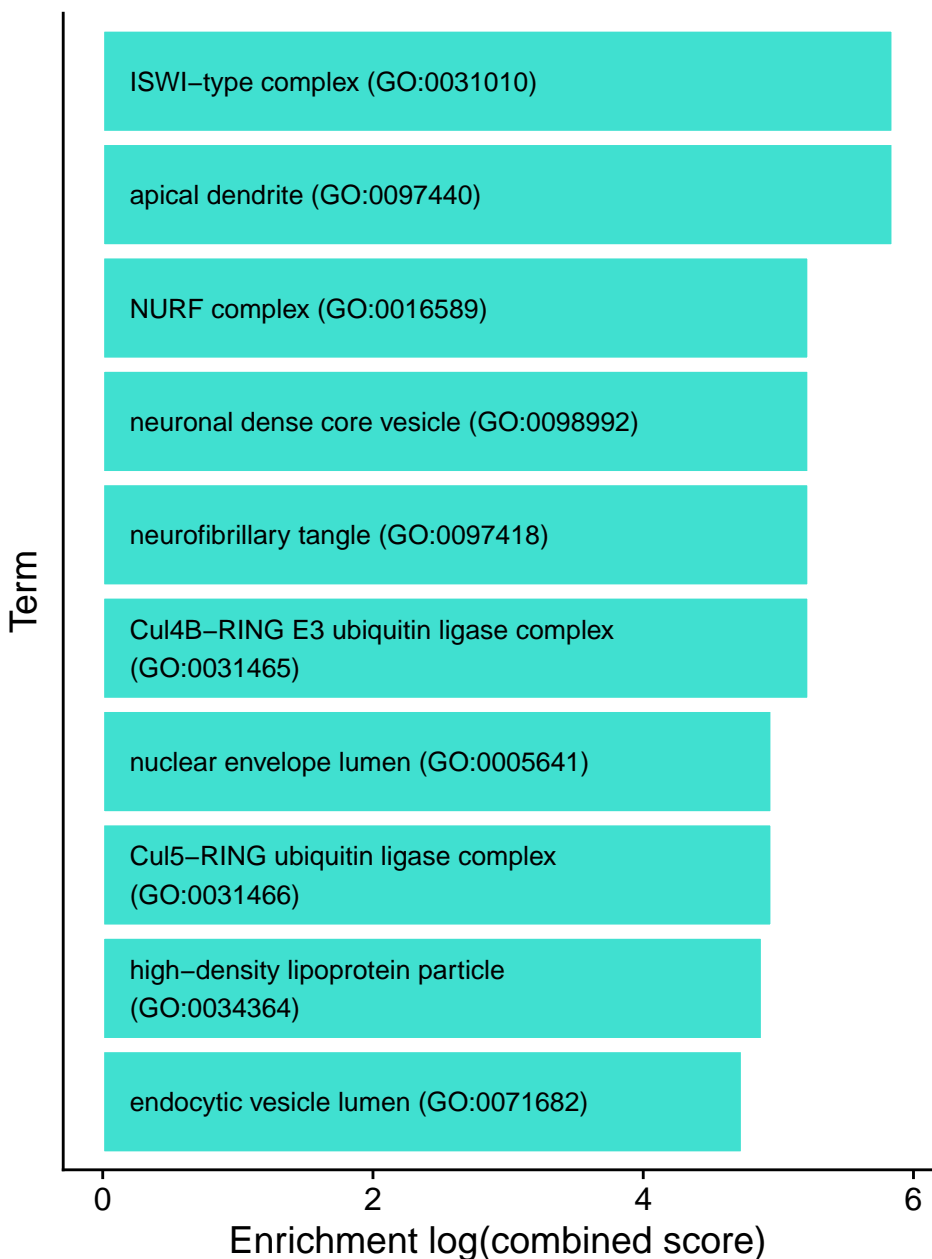 ISWI−type complex (GO:0031010)
apical dendrite (GO:0097440)
NURF complex (GO:0016589)
neuronal dense core vesicle (GO:0098992)
neurofibrillary tangle (GO:0097418)
Cul4B−RING E3 ubiquitin ligase complex
(GO:0031465)
nuclear envelope lumen (GO:0005641)
Cul5−RING ubiquitin ligase complex
(GO:0031466)
high−density lipoprotein particle
(GO:0034364)
endocytic vesicle lumen (GO:0071682)
Term
0 2 4 6
Enrichment log(combined score)